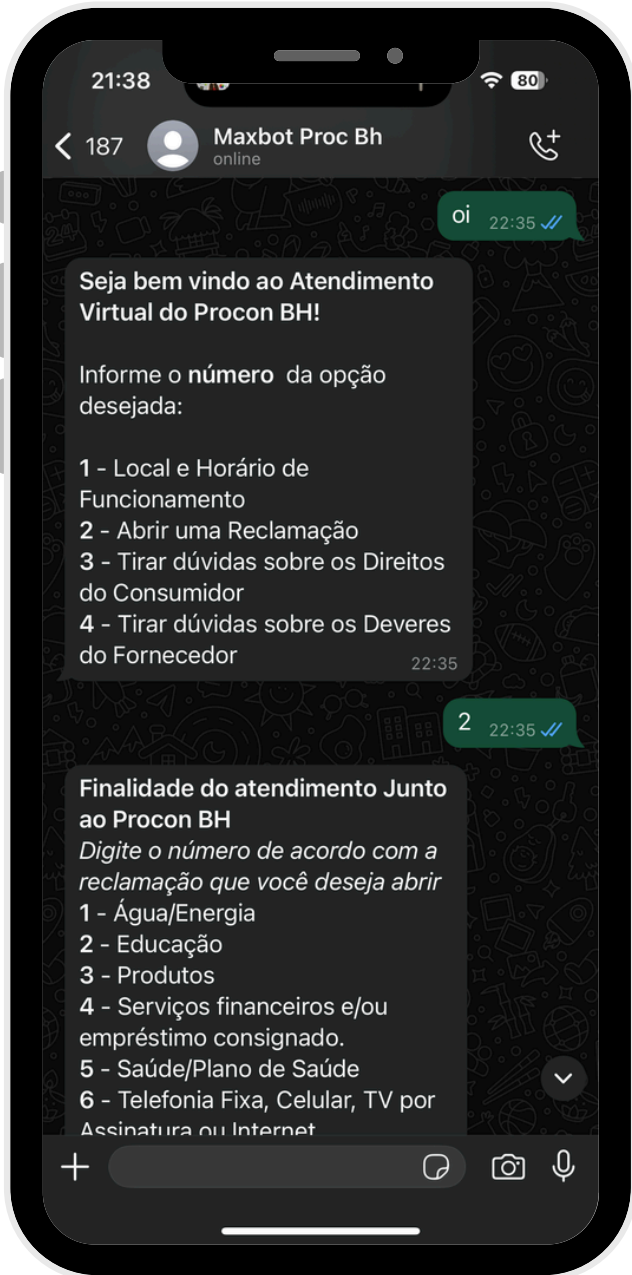 21:38
80
187
Maxbot Proc Bh
online
oi 22:35
Seja bem vindo ao Atendimento
Virtual do Procon BH!
Informe o número da opção
desejada:
1 - Local e Horário de
Funcionamento
2 - Abrir uma Reclamação
3 - Tirar dúvidas sobre os Direitos
do Consumidor
4 - Tirar dúvidas sobre os Deveres
do Fornecedor
22:35
2 22:35
Finalidade do atendimento Junto
ao Procon BH
Digite o número de acordo com a
reclamação que você deseja abrir
1 - Água/Energia
2 - Educação
3 - Produtos
4 - Serviços financeiros e/ou
empréstimo consignado.
5 - Saúde/Plano de Saúde
6 - Telefonia Fixa, Celular, TV por
Assinatura ou Internet